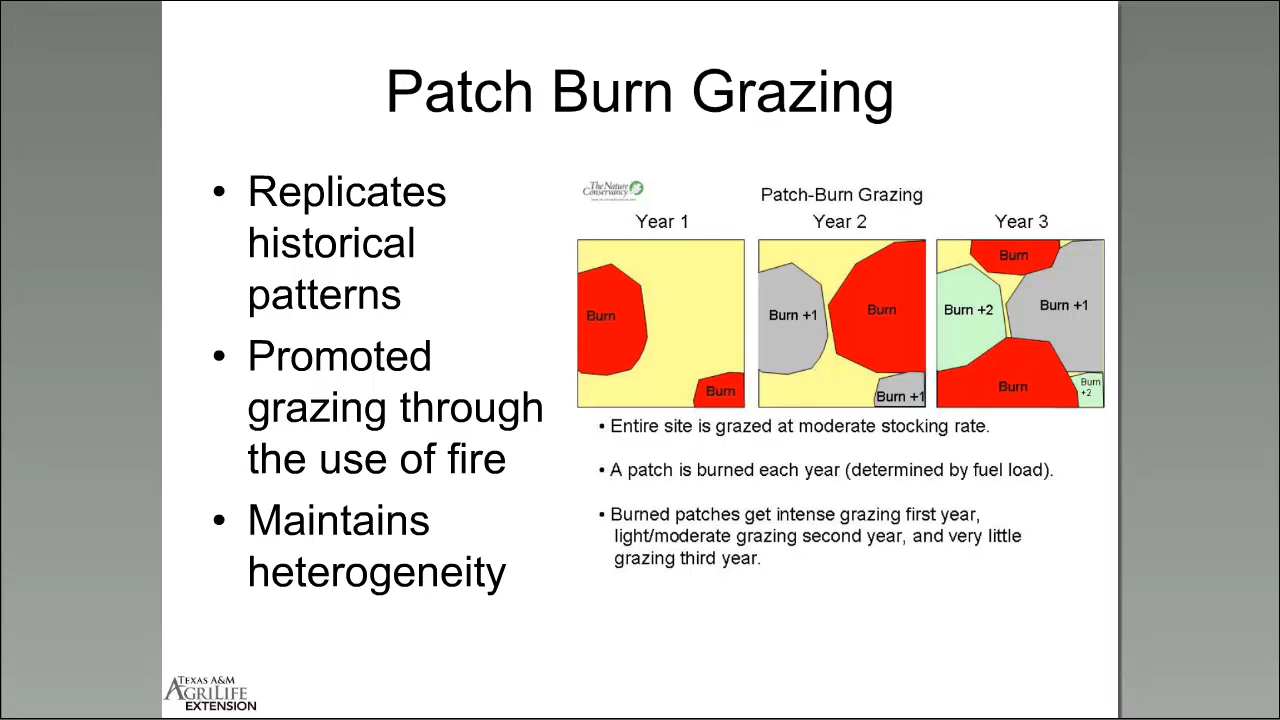 Patch Burn Grazing
• Replicates
historical
patterns
• Promoted
grazing through
the use of fire
• Maintains
heterogeneity
The Nature
Conservancy
Patch-Burn Grazing
Year 1
Year 2
Year 3
Burn
Burn
Burn +1
Burn
Burn +1
Burn
Burn +2
Burn +1
Burn
Burn
+2
• Entire site is grazed at moderate stocking rate.
• A patch is burned each year (determined by fuel load).
• Burned patches get intense grazing first year,
light/moderate grazing second year, and very little
grazing third year.
TEXAS A&M
AGRILIFE
EXTENSION